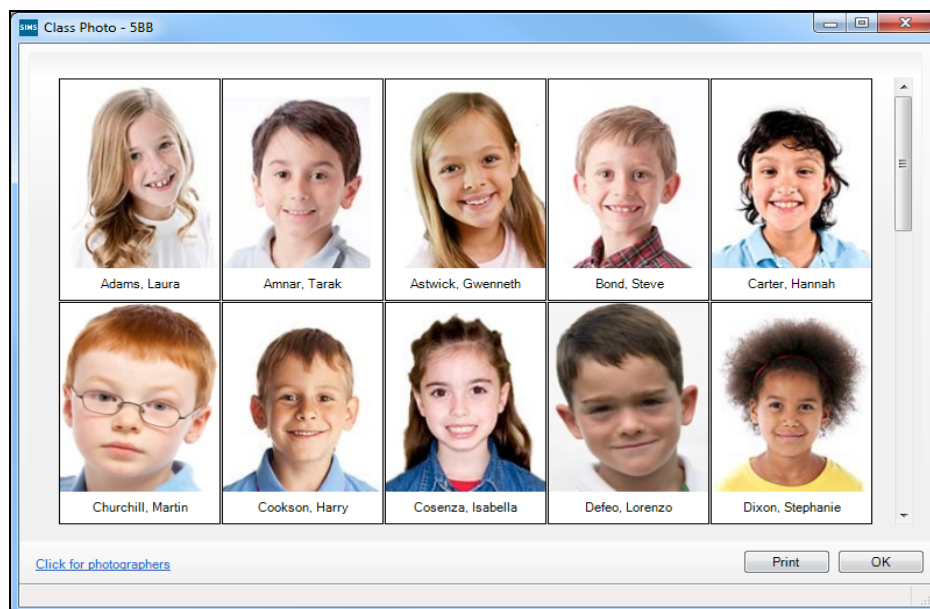 SIMS Class Photo - 5BB
Adams, Laura
Amnar, Tarak
Astwick, Gwenneth
Bond, Steve
Carter, Hannah
Churchill, Martin
Cookson, Harry
Cosenza, Isabella
Defeo, Lorenzo
Dixon, Stephanie
Click for photographers
Print
OK